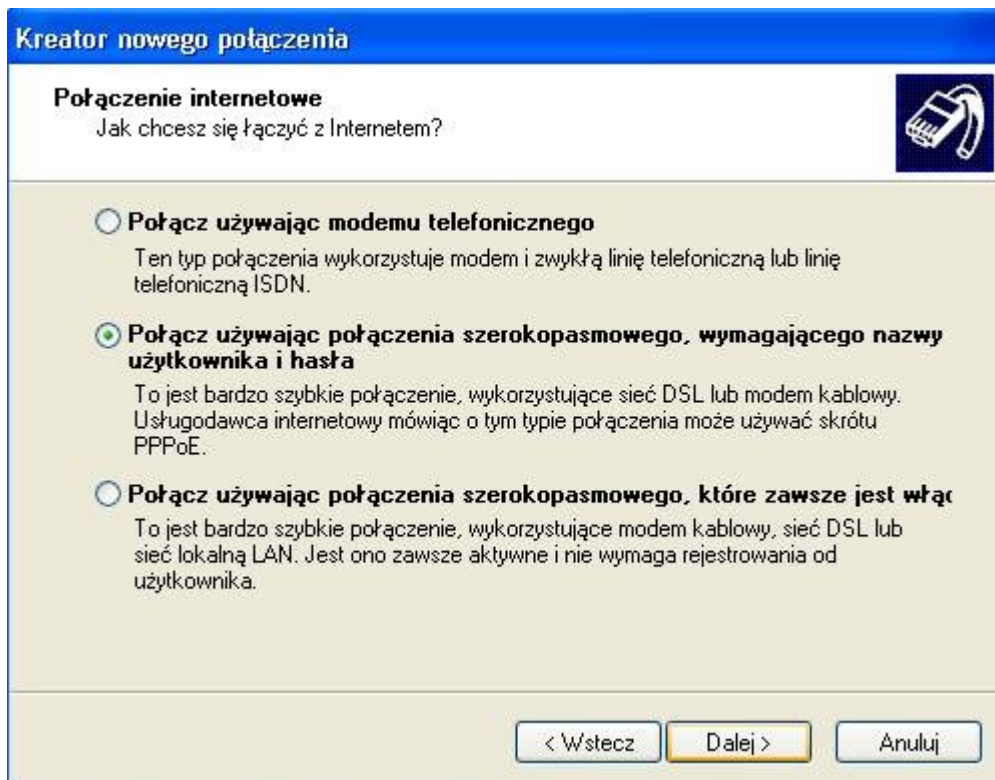 Kreator nowego połączenia
Połączenie internetowe
Jak chcesz się łączyć z Internetem?
Połącz używając modemu telefonicznego
Ten typ połączenia wykorzystuje modem i zwykłą linię telefoniczną lub linię
telefoniczną ISDN.
Połącz używając połączenia szerokopasmowego, wymagającego nazwy
użytkownika i hasła
To jest bardzo szybkie połączenie, wykorzystujące sieć DSL lub modem kablowy.
Usługodawca internetowy mówiąc o tym typie połączenia może używać skrótu
PPPoE.
Połącz używając połączenia szerokopasmowego, które zawsze jest włąc
To jest bardzo szybkie połączenie, wykorzystujące modem kablowy, sieć DSL lub
sieć lokalną LAN. Jest ono zawsze aktywne i nie wymaga rejestrowania od
użytkownika.
< Wstecz
Dalej >
Anuluj